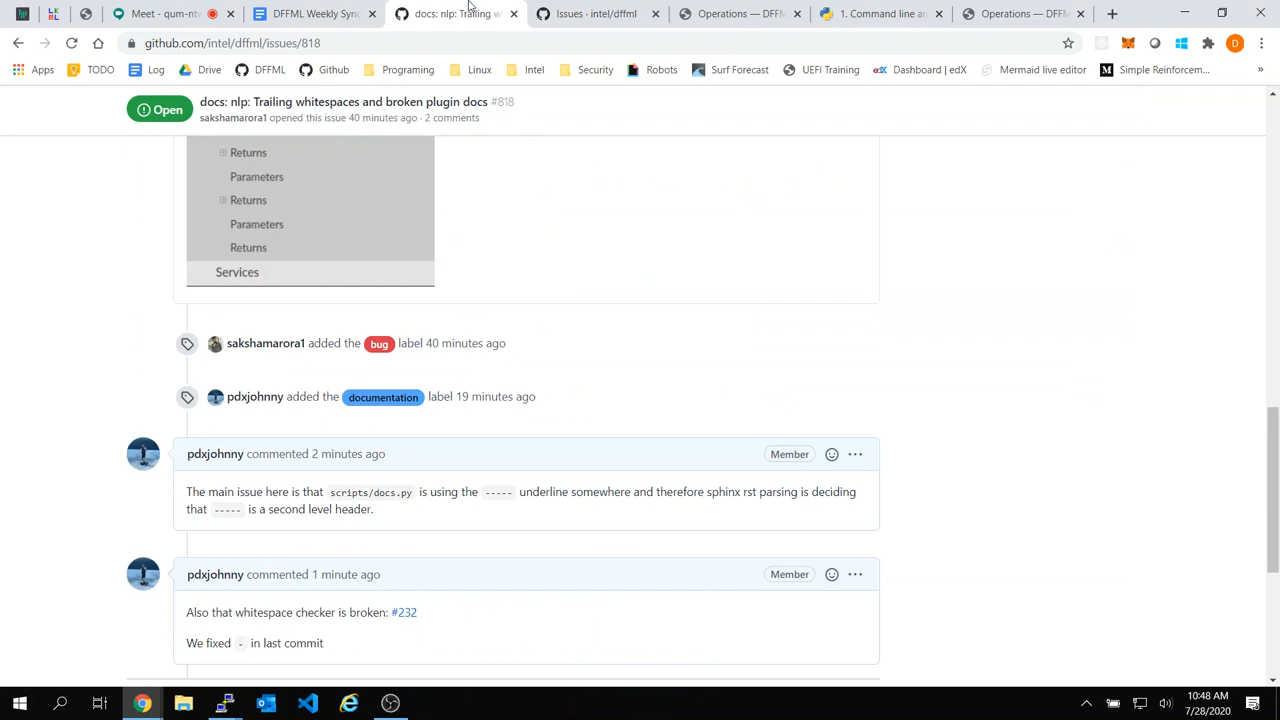 Meet - qum-ntv
DFFML Weekly Sync
docs: nlp: Trailing w
Issues - intel/dffml
Operations — DFFM
1. Command line an
Operations — DFFM
github.com/intel/dffml/issues/818
D
Apps
TODO
Log
Drive
DFFML
Github
Programing
Linux
Intel
Security
Robots
Surf Forecast
UEFI Training
Dashboard | edX
Mermaid live editor
Simple Reinforcem...
»
Open
docs: nlp: Trailing whitespaces and broken plugin docs #818
sakshamarora1 opened this issue 40 minutes ago · 2 comments
Returns
Parameters
Returns
Parameters
Returns
Services
sakshamarora1 added the bug label 40 minutes ago
pdxjohnny added the documentation label 19 minutes ago
pdxjohnny commented 2 minutes ago
Member
The main issue here is that scripts/docs.py is using the ----- underline somewhere and therefore sphinx rst parsing is deciding
that ----- is a second level header.
pdxjohnny commented 1 minute ago
Member
Also that whitespace checker is broken: #232
We fixed - in last commit
10:48 AM
7/28/2020